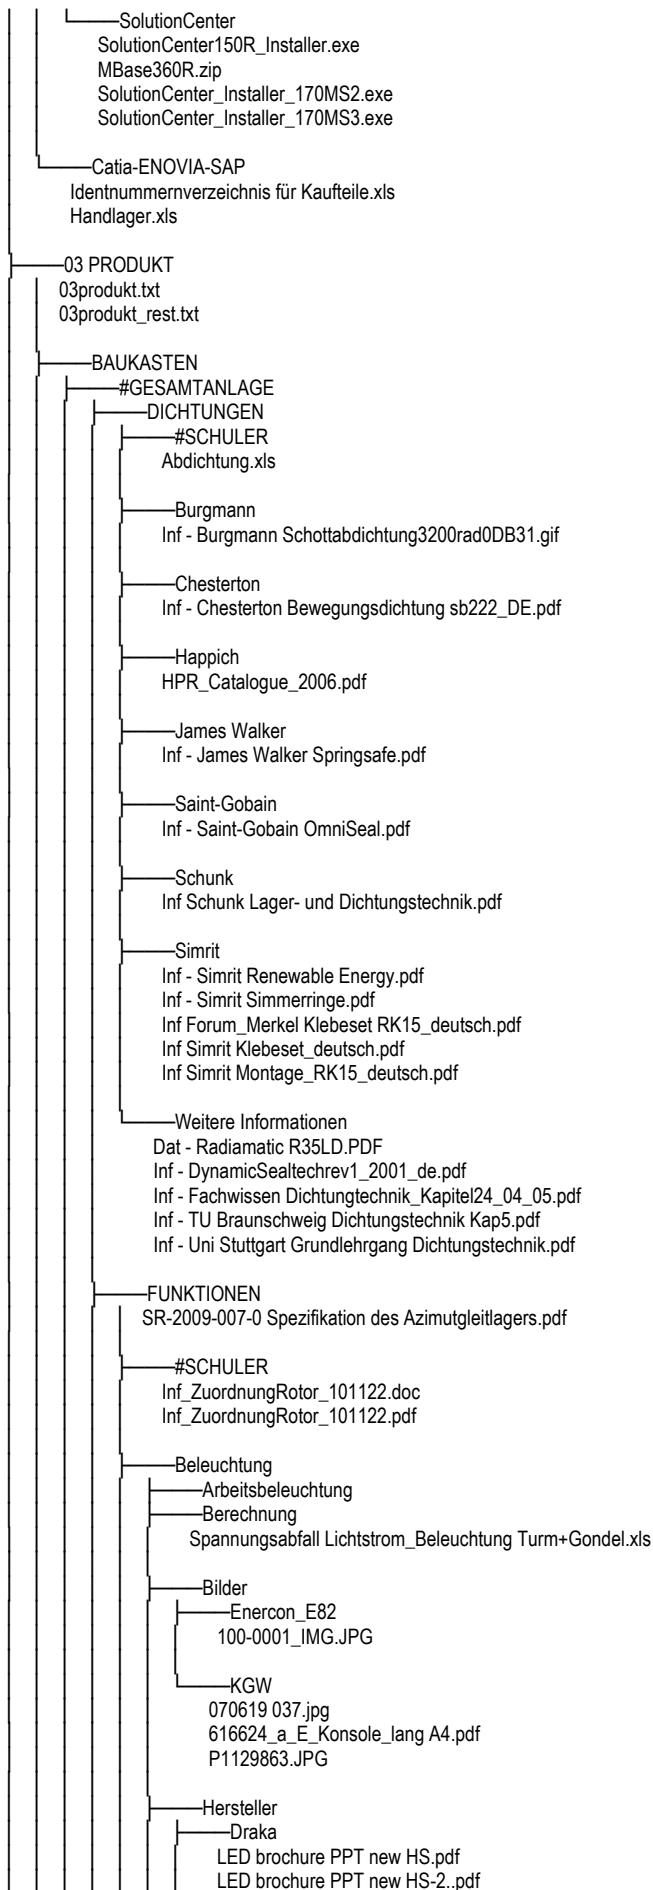 SolutionCenter
SolutionCenter150R_Installer.exe
MBase360R.zip
SolutionCenter_Installer_170MS2.exe
SolutionCenter_Installer_170MS3.exe
Catia-ENOVIA-SAP
Identnummernverzeichnis für Kaufteile.xls
Handlager.xls
03 PRODUKT
03produkt.txt
03produkt_rest.txt
BAUKASTEN
#GESAMTANLAGE
DICHTUNGEN
#SCHULER
Abdichtung.xls
Burgmann
Inf - Burgmann Schottabdichtung3200rad0DB31.gif
Chesterton
Inf - Chesterton Bewegungsdichtung sb222_DE.pdf
Happich
HPR_Catalogue_2006.pdf
James Walker
Inf - James Walker Springsafe.pdf
Saint-Gobain
Inf - Saint-Gobain OmniSeal.pdf
Schunk
Inf Schunk Lager- und Dichtungstechnik.pdf
Simrit
Inf - Simrit Renewable Energy.pdf
Inf - Simrit Simmerringe.pdf
Inf Forum_Merkel Klebeset RK15_deutsch.pdf
Inf Simrit Klebeset_deutsch.pdf
Inf Simrit Montage_RK15_deutsch.pdf
Weitere Informationen
Dat - Radiamatic R35LD.PDF
Inf - DynamicSealtechrev1_2001_de.pdf
Inf - Fachwissen Dichtungtechnik_Kapitel24_04_05.pdf
Inf - TU Braunschweig Dichtungstechnik Kap5.pdf
Inf - Uni Stuttgart Grundlehrgang Dichtungstechnik.pdf
FUNKTIONEN
SR-2009-007-0 Spezifikation des Azimutgleitlagers.pdf
#SCHULER
Inf_ZuordnungRotor_101122.doc
Inf_ZuordnungRotor_101122.pdf
Beleuchtung
Arbeitsbeleuchtung
Berechnung
Spannungsabfall Lichtstrom_Beleuchtung Turm+Gondel.xls
Bilder
Enercon_E82
100-0001_IMG.JPG
KGW
070619 037.jpg
616624_a_E_Konsole_lang A4.pdf
P1129863.JPG
Hersteller
Draka
LED brochure PPT new HS.pdf
LED brochure PPT new HS-2..pdf